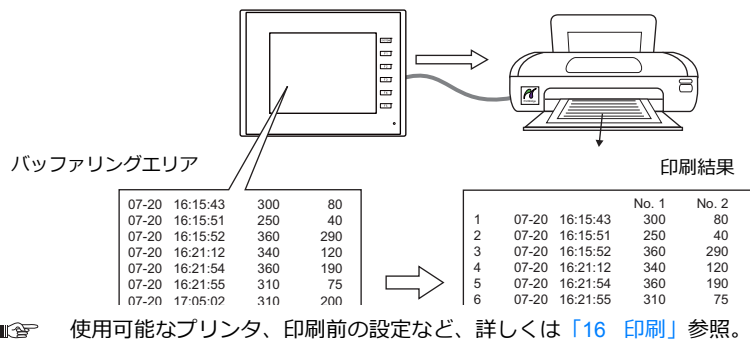 バッファリングエリア
印刷結果
07-20 16:15:43 300 80
07-20 16:15:51 250 40
07-20 16:15:52 360 290
07-20 16:21:12 340 120
07-20 16:21:54 360 190
07-20 16:21:55 310 75
07-20 17:05:02 310 200
No. 1 No. 2
1 07-20 16:15:43 300 80
2 07-20 16:15:51 250 40
3 07-20 16:15:52 360 290
4 07-20 16:21:12 340 120
5 07-20 16:21:54 360 190
6 07-20 16:21:55 310 75
使用可能なプリンタ、印刷前の設定など、詳しくは「16 印刷」参照。